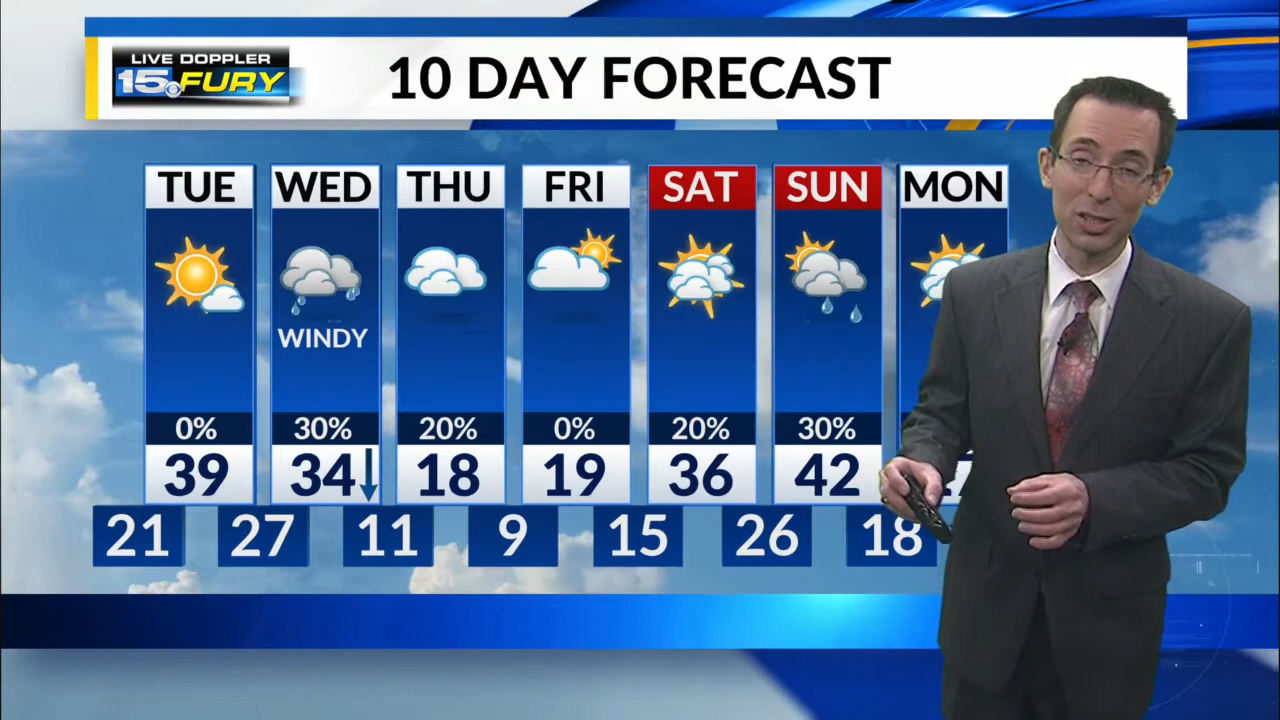 LIVE DOPPLER
15 FURY
10 DAY FORECAST
TUE WED THU FRI SAT SUN MON
WINDY
0% 30% 20% 0% 20% 30%
39 34 18 19 36 42
21 27 11 9 15 26 18